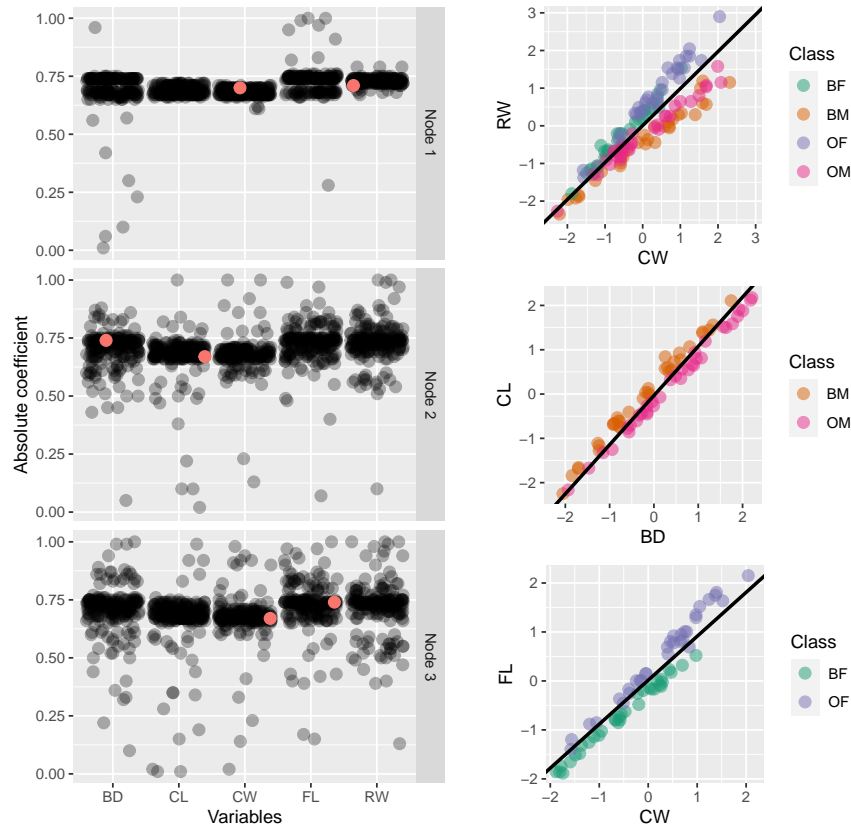 Absolute coefficient
1.00
0.75
0.50
0.25
0.00
Node 1
1.00
0.75
0.50
0.25
0.00
Node 2
1.00
0.75
0.50
0.25
0.00
Node 3
BD CL CW FL RW
Variables
RW
3
2
1
0
−1
−2
−2 −1 0 1 2 3
CW
Class
BF
BM
OF
OM
CL
2
1
0
−1
−2
−2 −1 0 1 2
BD
Class
BM
OM
FL
2
1
0
−1
−2
−2 −1 0 1 2
CW
Class
BF
OF